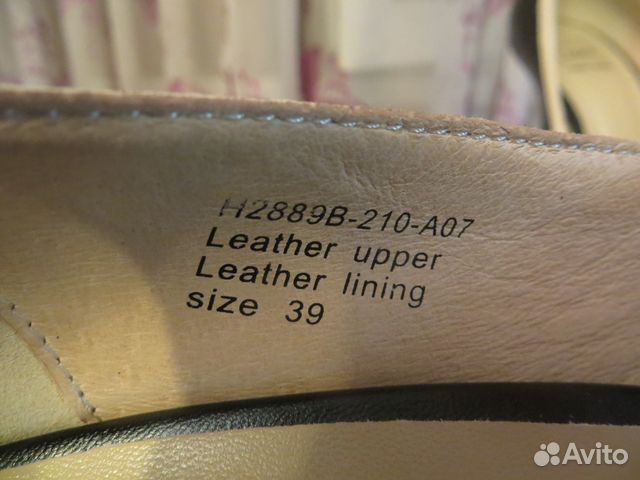 H2889B-210-A07
Leather upper
Leather lining
size 39
Avito